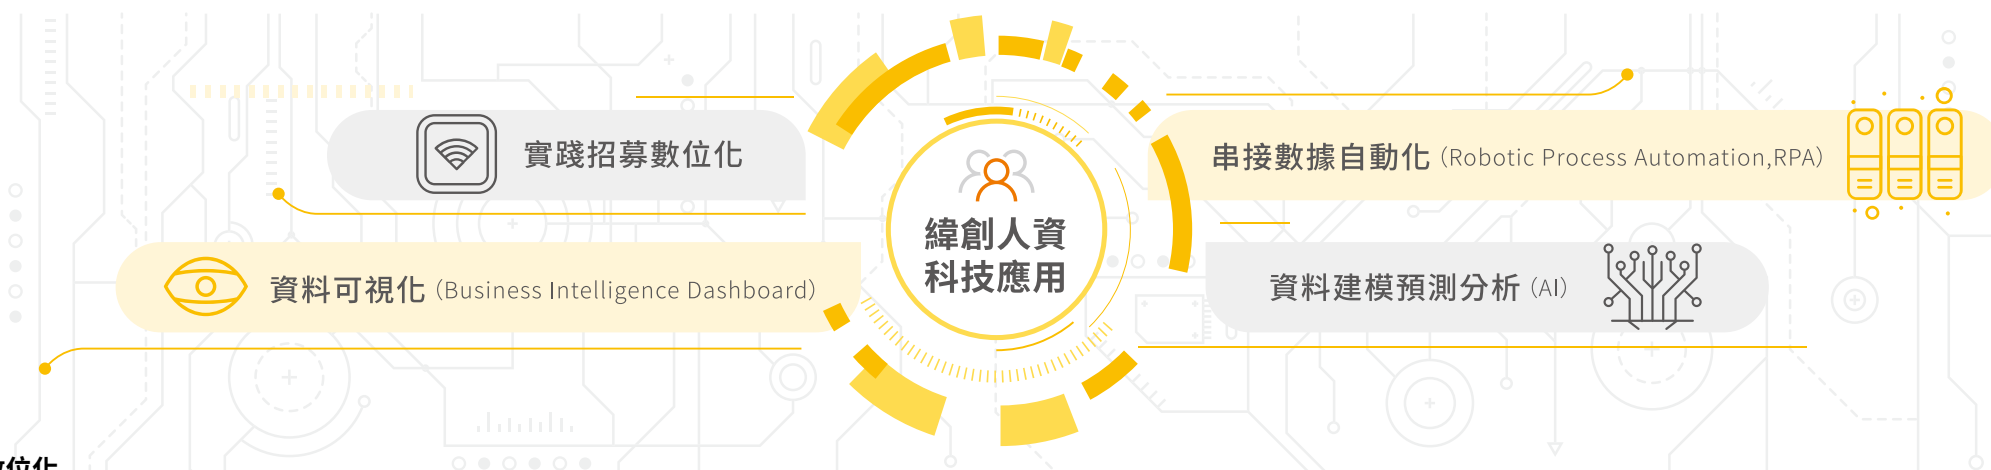 實踐招募數位化
資料可視化（Business Intelligence Dashboard）
緯創人資
科技應用
串接數據自動化（Robotic Process Automation,RPA）
資料建模預測分析（AI）
位化